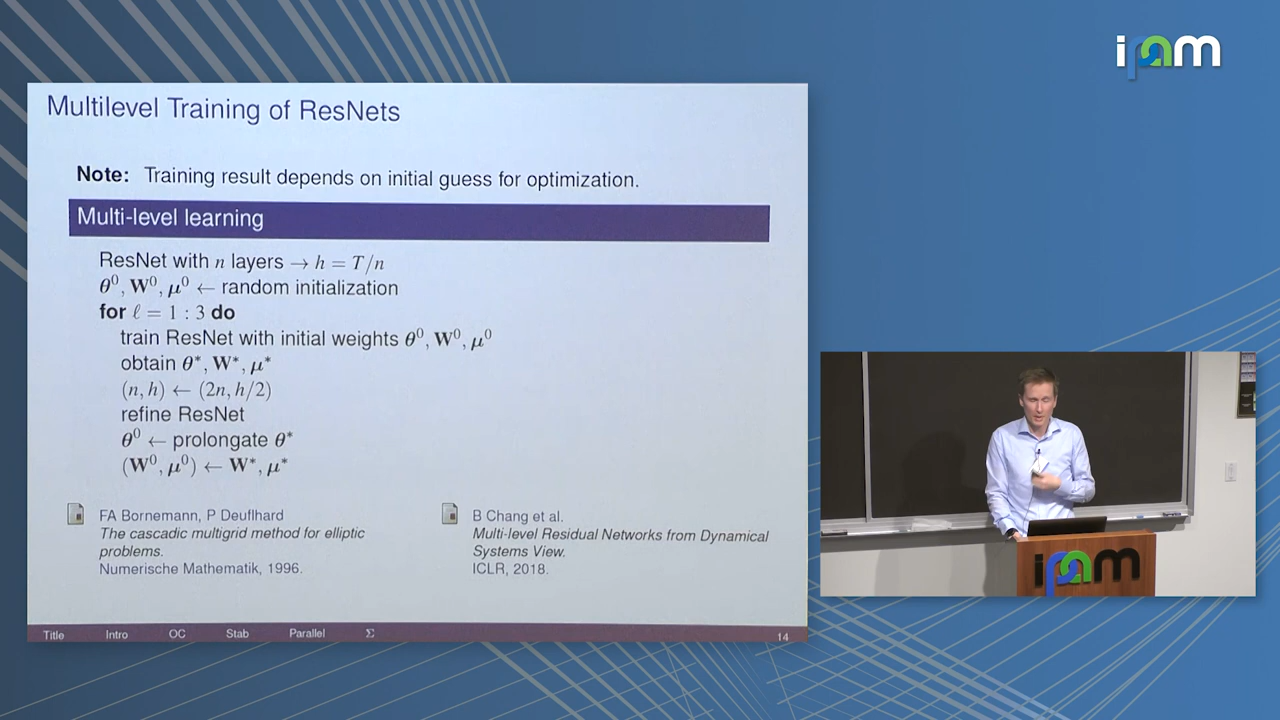 ipam
Multilevel Training of ResNets
Note: Training result depends on initial guess for optimization.
Multi-level learning
ResNet with n layers → h = T/n
θ⁰, W⁰, μ⁰ ← random initialization
for ℓ = 1 : 3 do
train ResNet with initial weights θ⁰, W⁰, μ⁰
obtain θ*, W*, μ*
(n, h) ← (2n, h/2)
refine ResNet
θ⁰ ← prolongate θ*
(W⁰, μ⁰) ← W*, μ*
FA Bornemann, P Deuflhard
The cascadic multigrid method for elliptic
problems.
Numerische Mathematik, 1996.
B Chang et al.
Multi-level Residual Networks from Dynamical
Systems View.
ICLR, 2018.
Title Intro OC Stab Parallel Σ 14
ipam